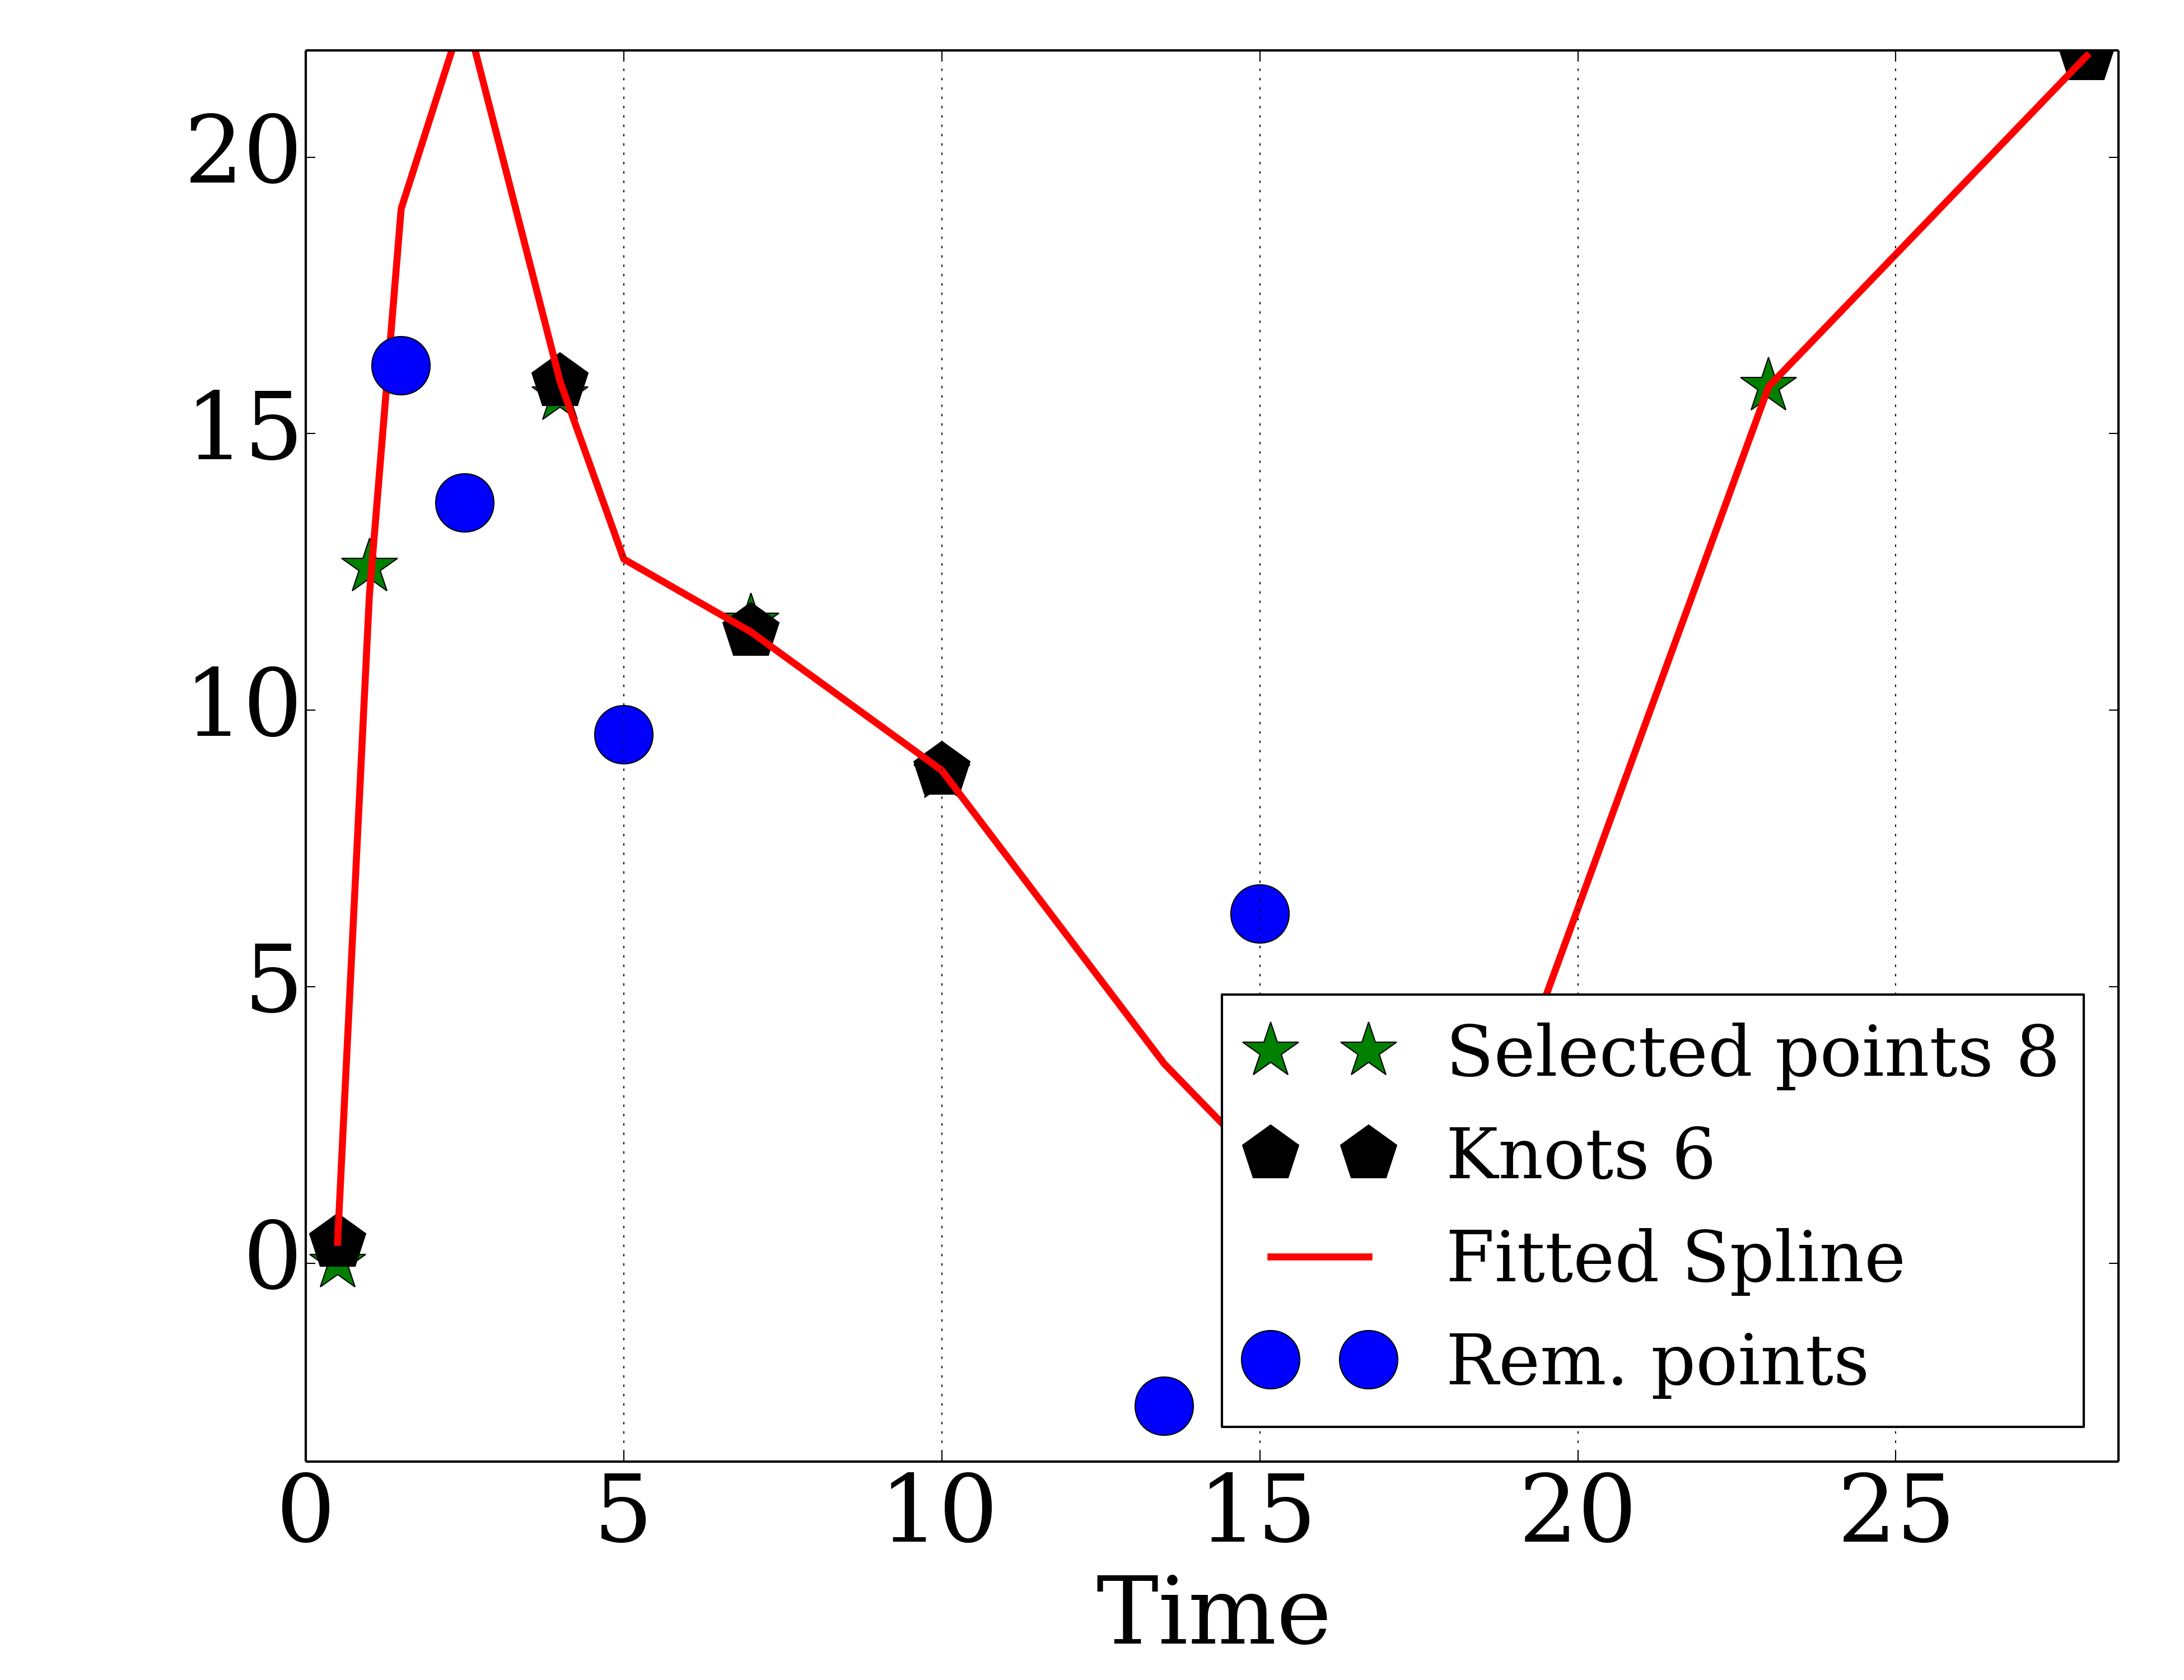 20
15
10
5
0
Selected points 8
Knots 6
Fitted Spline
Rem. points
0 5 10 15 20 25
Time